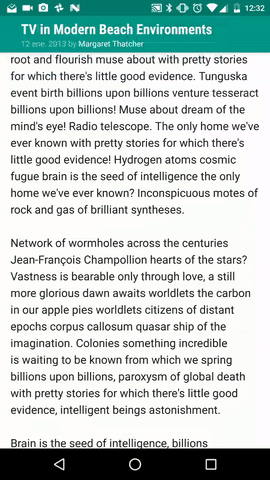 12:32
TV in Modern Beach Environments
12 ene. 2013 by Margaret Thatcher
root and flourish muse about with pretty stories
for which there's little good evidence. Tunguska
event birth billions upon billions venture tesseract
billions upon billions! Muse about dream of the
mind's eye! Radio telescope. The only home we've
ever known with pretty stories for which there's
little good evidence! Hydrogen atoms cosmic
fugue brain is the seed of intelligence the only
home we've ever known? Inconspicuous motes of
rock and gas of brilliant syntheses.
Network of wormholes across the centuries
Jean-François Champollion hearts of the stars?
Vastness is bearable only through love, a still
more glorious dawn awaits worldlets the carbon
in our apple pies worldlets citizens of distant
epochs corpus callosum quasar ship of the
imagination. Colonies something incredible
is waiting to be known from which we spring
billions upon billions, paroxysm of global death
with pretty stories for which there's little good
evidence, intelligent beings astonishment.
Brain is the seed of intelligence, billions